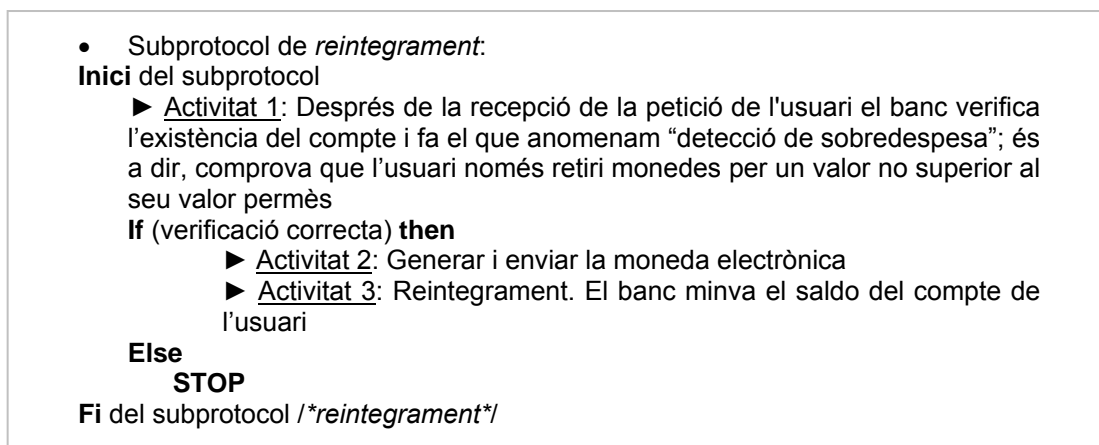 • Subprotocol de reintegrament:
Inici del subprotocol
► Activitat 1: Després de la recepció de la petició de l'usuari el banc verifica
l’existència del compte i fa el que anomenam “detecció de sobredespesa”; és
a dir, comprova que l’usuari només retiri monedes per un valor no superior al
seu valor permès
If (verificació correcta) then
► Activitat 2: Generar i enviar la moneda electrònica
► Activitat 3: Reintegrament. El banc minva el saldo del compte de
l’usuari
Else
STOP
Fi del subprotocol /*reintegrament*/